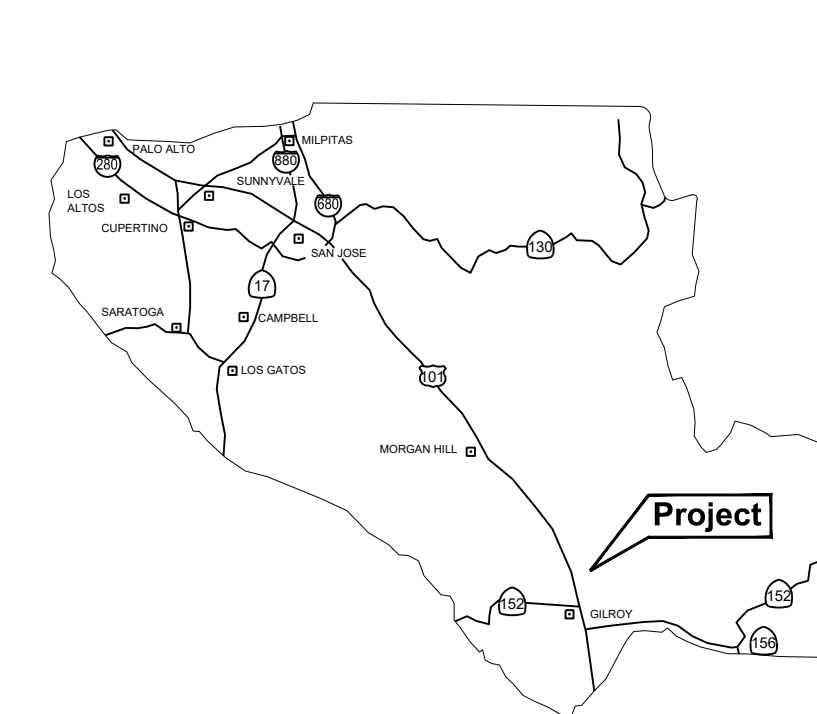 MILPITAS
PALO ALTO
280
880
SUNNYVALE
LOS
ALTOS
680
CUPERTINO
130
SAN JOSE
17
SARATOGA
CAMPBELL
LOS GATOS
101
MORGAN HILL
Project
152
152
GILROY
156